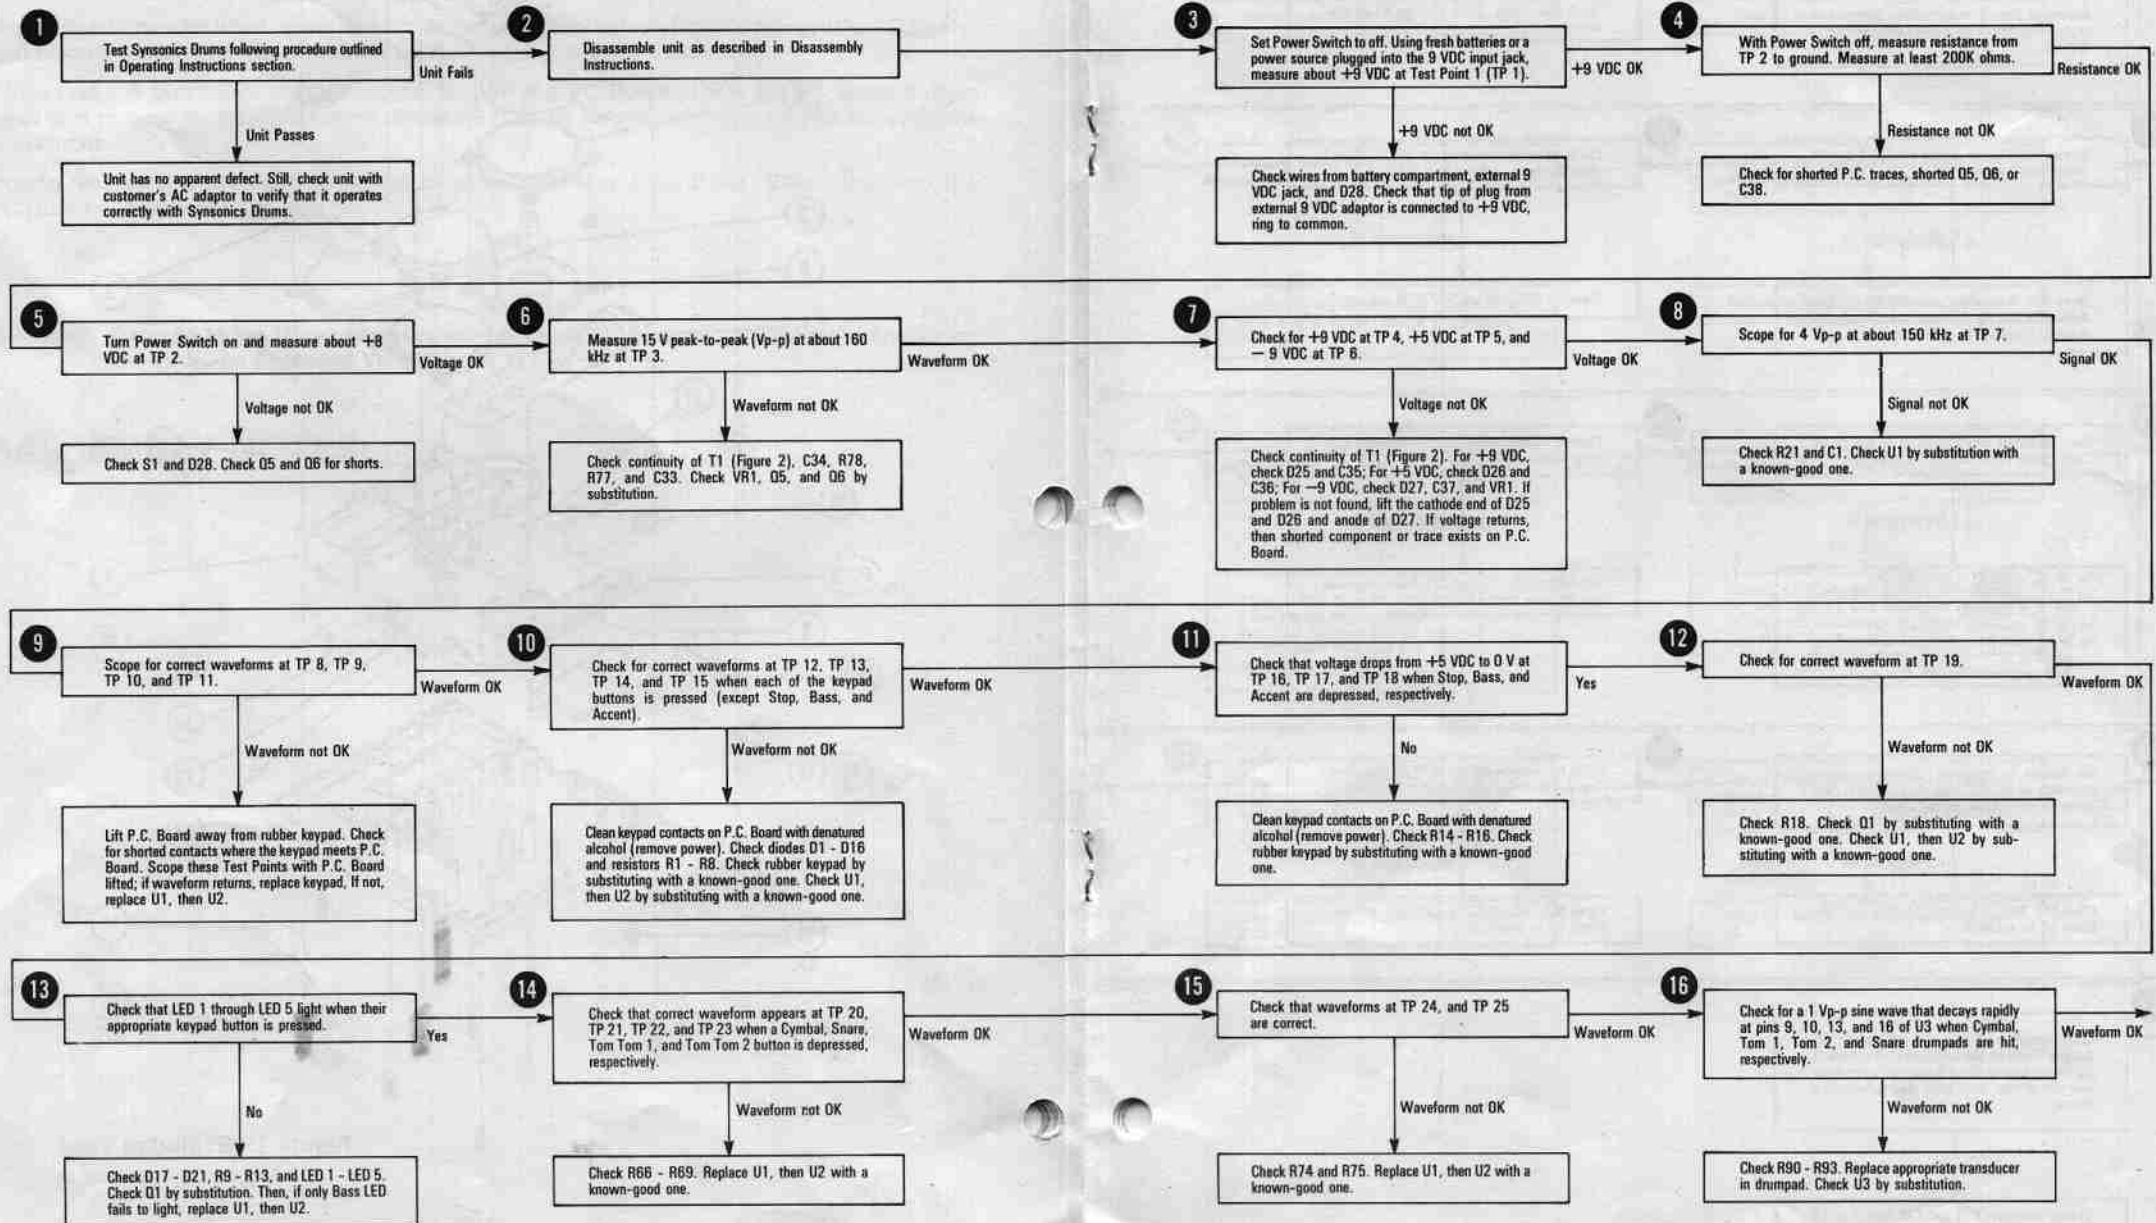 1
Test Synsonics Drums following procedure outlined
in Operating Instructions section.
Unit Fails
Unit Passes
Unit has no apparent defect. Still, check unit with
customer's AC adaptor to verify that it operates
correctly with Synsonics Drums.
2
Disassemble unit as described in Disassembly
Instructions.
3
Set Power Switch to off. Using fresh batteries or a
power source plugged into the 9 VDC input jack,
measure about +9 VDC at Test Point 1 (TP 1).
+9 VDC OK
+9 VDC not OK
Check wires from battery compartment, external 9
VDC jack, and D28. Check that tip of plug from
external 9 VDC adaptor is connected to +9 VDC,
ring to common.
4
With Power Switch off, measure resistance from
TP 2 to ground. Measure at least 200K ohms.
Resistance OK
Resistance not OK
Check for shorted P.C. traces, shorted Q5, Q6, or
C38.
5
Turn Power Switch on and measure about +8
VDC at TP 2.
Voltage OK
Voltage not OK
Check S1 and D28. Check Q5 and Q6 for shorts.
6
Measure 15 V peak-to-peak (Vp-p) at about 160
kHz at TP 3.
Waveform OK
Waveform not OK
Check continuity of T1 (Figure 2), C34, R78,
R77, and C33. Check VR1, Q5, and Q6 by
substitution.
7
Check for +9 VDC at TP 4, +5 VDC at TP 5, and
— 9 VDC at TP 6.
Voltage OK
Voltage not OK
Check continuity of T1 (Figure 2). For +9 VDC,
check D25 and C35; For +5 VDC, check D26 and
C36; For —9 VDC, check D27, C37, and VR1. If
problem is not found, lift the cathode end of D25
and D26 and anode of D27. If voltage returns,
then shorted component or trace exists on P.C.
Board.
8
Scope for 4 Vp-p at about 150 kHz at TP 7.
Signal OK
Signal not OK
Check R21 and C1. Check U1 by substitution with
a known-good one.
9
Scope for correct waveforms at TP 8, TP 9,
TP 10, and TP 11.
Waveform OK
Waveform not OK
Lift P.C. Board away from rubber keypad. Check
for shorted contacts where the keypad meets P.C.
Board. Scope these Test Points with P.C. Board
lifted; if waveform returns, replace keypad, If not,
replace U1, then U2.
10
Check for correct waveforms at TP 12, TP 13,
TP 14, and TP 15 when each of the keypad
buttons is pressed (except Stop, Bass, and
Accent).
Waveform OK
Waveform not OK
Clean keypad contacts on P.C. Board with denatured
alcohol (remove power). Check diodes D1 - D16
and resistors R1 - R8. Check rubber keypad by
substituting with a known-good one. Check U1,
then U2 by substituting with a known-good one.
11
Check that voltage drops from +5 VDC to 0 V at
TP 16, TP 17, and TP 18 when Stop, Bass, and
Accent are depressed, respectively.
Yes
No
Clean keypad contacts on P.C. Board with denatured
alcohol (remove power). Check R14 - R16. Check
rubber keypad by substituting with a known-good
one.
12
Check for correct waveform at TP 19.
Waveform OK
Waveform not OK
Check R18. Check Q1 by substituting with a
known-good one. Check U1, then U2 by sub-
stituting with a known-good one.
13
Check that LED 1 through LED 5 light when their
appropriate keypad button is pressed.
Yes
No
Check D17 - D21, R9 - R13, and LED 1 - LED 5.
Check Q1 by substitution. Then, if only Bass LED
fails to light, replace U1, then U2.
14
Check that correct waveform appears at TP 20,
TP 21, TP 22, and TP 23 when a Cymbal, Snare,
Tom Tom 1, and Tom Tom 2 button is depressed,
respectively.
Waveform OK
Waveform not OK
Check R66 - R69. Replace U1, then U2 with a
known-good one.
15
Check that waveforms at TP 24, and TP 25
are correct.
Waveform OK
Waveform not OK
Check R74 and R75. Replace U1, then U2 with a
known-good one.
16
Check for a 1 Vp-p sine wave that decays rapidly
at pins 9, 10, 13, and 16 of U3 when Cymbal,
Tom 1, Tom 2, and Snare drumpads are hit,
respectively.
Waveform OK
Waveform not OK
Check R90 - R93. Replace appropriate transducer
in drumpad. Check U3 by substitution.